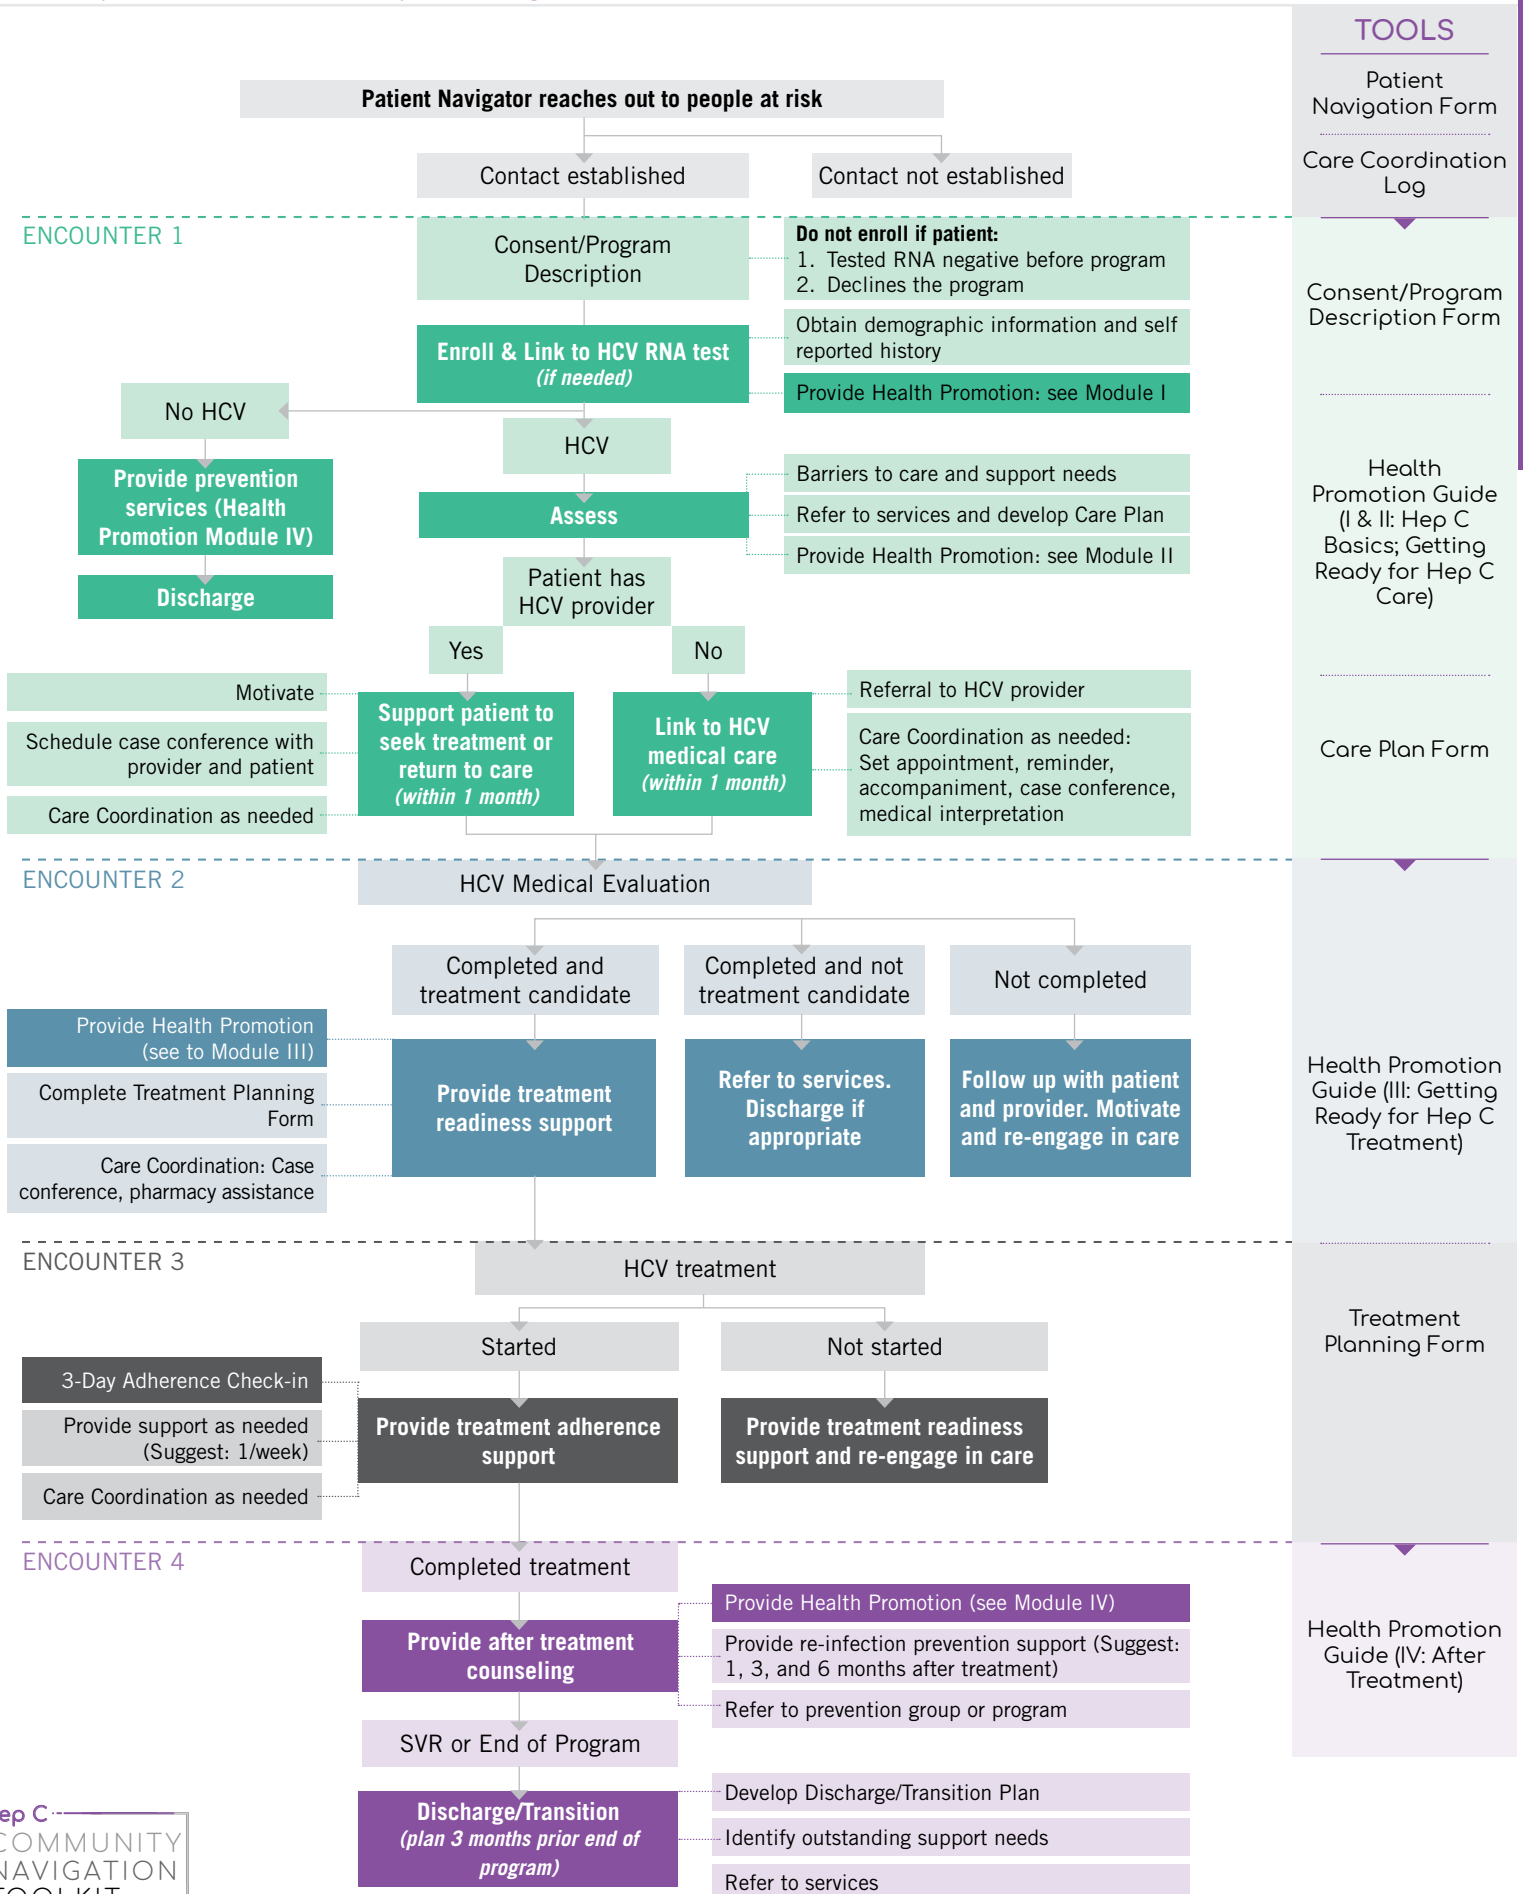 TOOLS
Patient
Navigation Form
Care Coordination
Log
Patient Navigator reaches out to people at risk
Contact established
Contact not established
ENCOUNTER 1
Consent/Program
Description
Do not enroll if patient:
1. Tested RNA negative before program
2. Declines the program
Consent/Program
Description Form
Enroll & Link to HCV RNA test
(if needed)
Obtain demographic information and self
reported history
Provide Health Promotion: see Module I
No HCV
HCV
Provide prevention
services (Health
Promotion Module IV)
Discharge
Assess
Barriers to care and support needs
Refer to services and develop Care Plan
Provide Health Promotion: see Module II
Health
Promotion Guide
(I & II: Hep C
Basics; Getting
Ready for Hep C
Care)
Patient has
HCV provider
Yes
No
Motivate
Schedule case conference with
provider and patient
Care Coordination as needed
Support patient to
seek treatment or
return to care
(within 1 month)
Link to HCV
medical care
(within 1 month)
Referral to HCV provider
Care Coordination as needed:
Set appointment, reminder,
accompaniment, case conference,
medical interpretation
Care Plan Form
ENCOUNTER 2
HCV Medical Evaluation
Completed and
treatment candidate
Completed and not
treatment candidate
Not completed
Provide Health Promotion
(see to Module III)
Complete Treatment Planning
Form
Care Coordination: Case
conference, pharmacy assistance
Provide treatment
readiness support
Refer to services.
Discharge if
appropriate
Follow up with patient
and provider. Motivate
and re-engage in care
Health Promotion
Guide (III: Getting
Ready for Hep C
Treatment)
ENCOUNTER 3
HCV treatment
Started
Not started
3-Day Adherence Check-in
Provide support as needed
(Suggest: 1/week)
Care Coordination as needed
Provide treatment adherence
support
Provide treatment readiness
support and re-engage in care
Treatment
Planning Form
ENCOUNTER 4
Completed treatment
Provide after treatment
counseling
Provide Health Promotion (see Module IV)
Provide re-infection prevention support (Suggest:
1, 3, and 6 months after treatment)
Refer to prevention group or program
Health Promotion
Guide (IV: After
Treatment)
SVR or End of Program
Discharge/Transition
(plan 3 months prior end of
program)
Develop Discharge/Transition Plan
Identify outstanding support needs
Refer to services
ep C
COMMUNITY
NAVIGATION
TOOLKIT